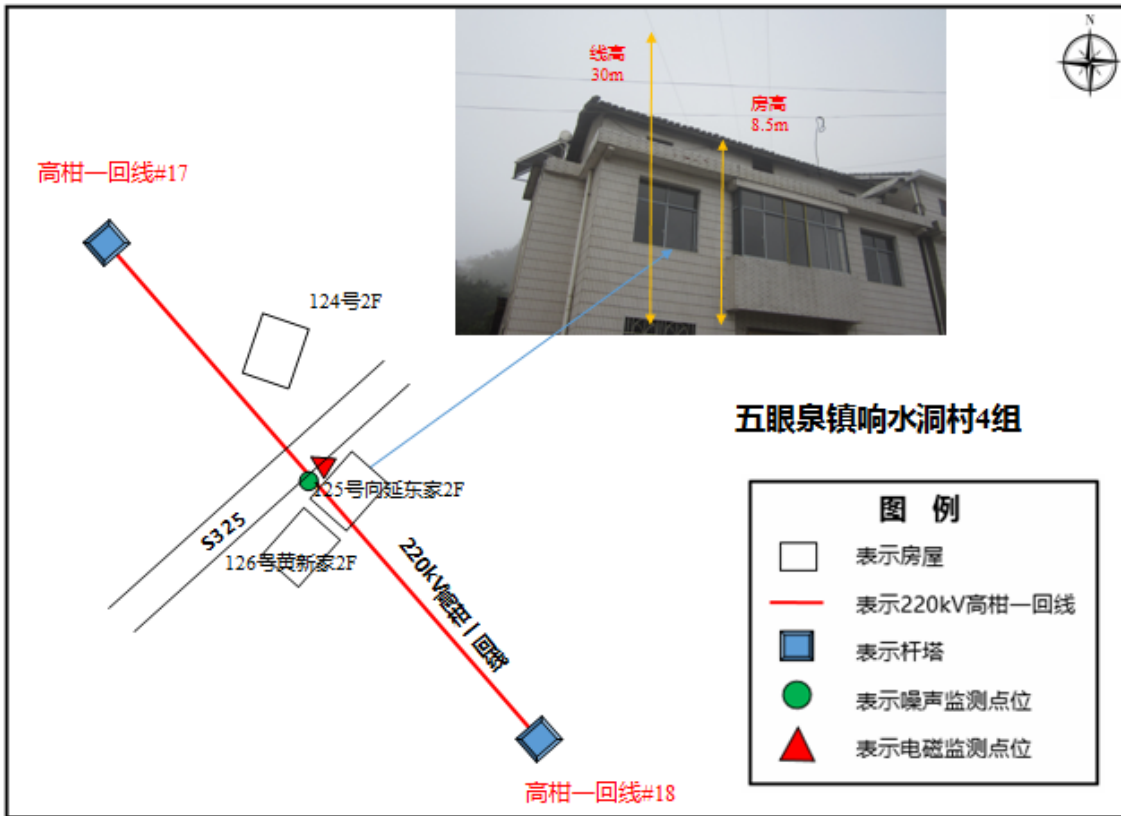 N
线高
30m
房高
8.5m
高柑一回线#17
124号2F
五眼泉镇响水洞村4组
125号向延东家2F
S325
126号黄新家2F
220kV高柑一回线
图 例
表示房屋
表示220kV高柑一回线
表示杆塔
表示噪声监测点位
表示电磁监测点位
高柑一回线#18